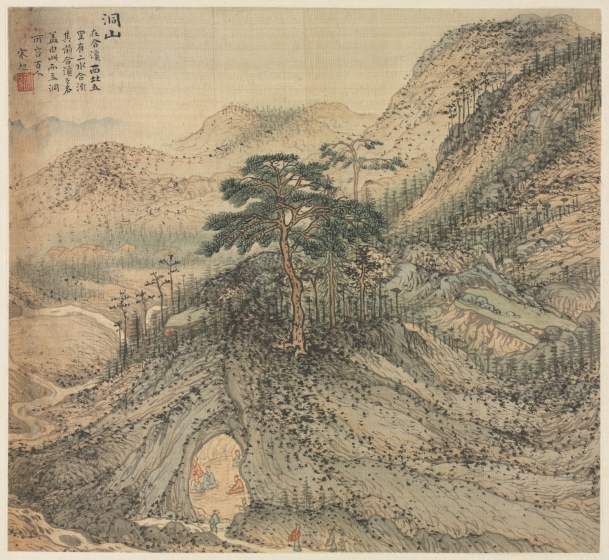 洞山
在合溪西北五
里有二水合流
其前合溪之名
蓋由此 洞
容百人
宋旭